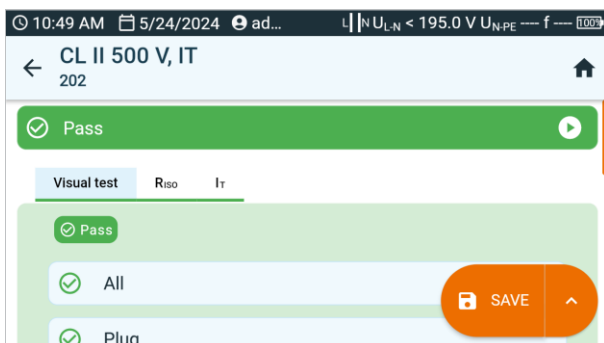 10:49 AM 5/24/2024 ad... L N U L-N < 195.0 V U N-PE ---- f ---- 100%
CL II 500 V, IT
202
Pass
Visual test RISO IT
Pass
All
SAVE
Plug